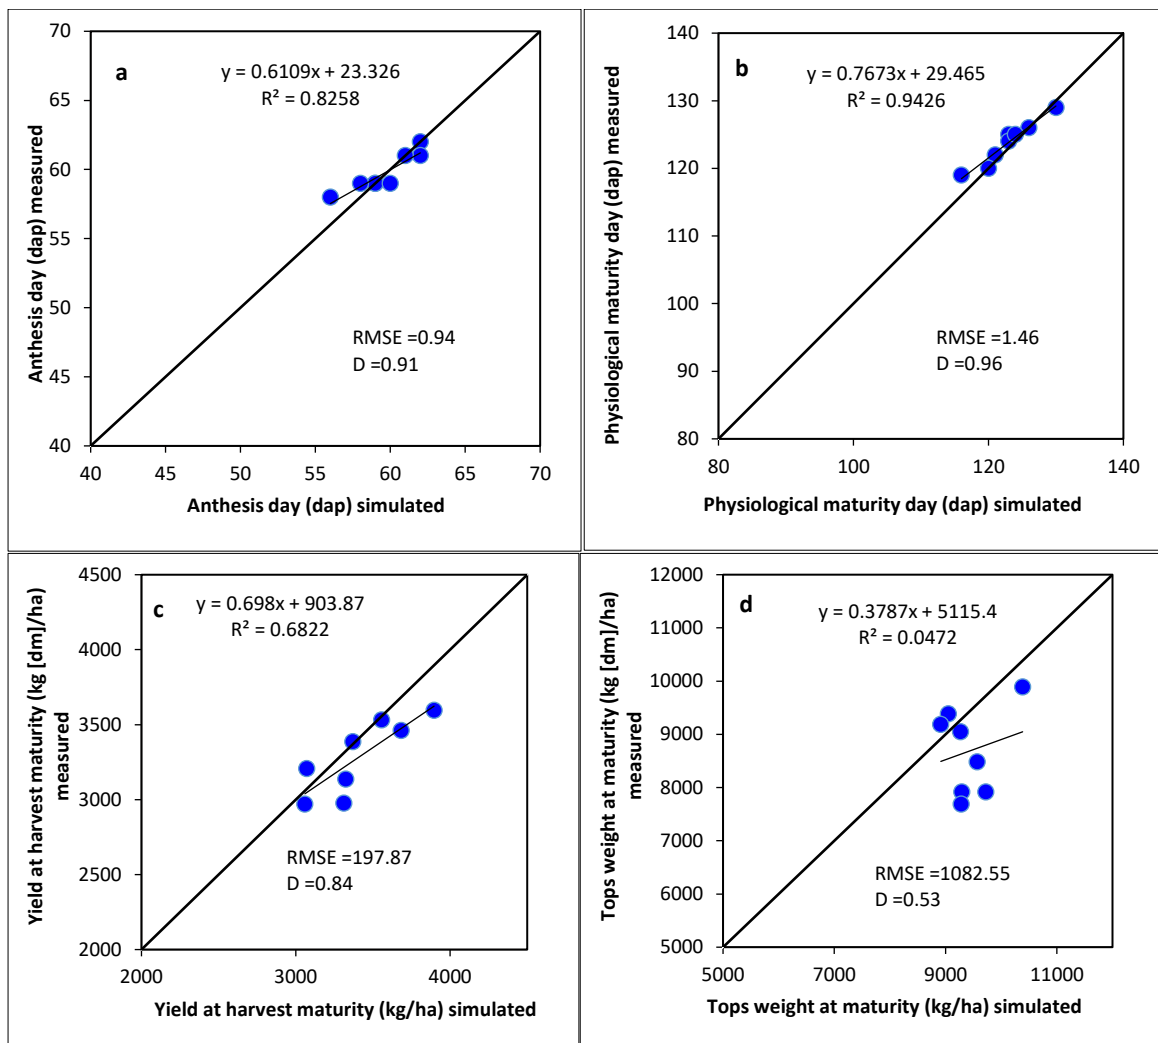 a
y = 0.6109x + 23.326
R² = 0.8258
RMSE =0.94
D =0.91
Anthesis day (dap) measured
70
65
60
55
50
45
40
40 45 50 55 60 65 70
Anthesis day (dap) simulated
b
y = 0.7673x + 29.465
R² = 0.9426
RMSE =1.46
D =0.96
Physiological maturity day (dap) measured
140
130
120
110
100
90
80
80 100 120 140
Physiological maturity day (dap) simulated
c
y = 0.698x + 903.87
R² = 0.6822
RMSE =197.87
D =0.84
Yield at harvest maturity (kg [dm]/ha)
measured
4500
4000
3500
3000
2500
2000
2000 3000 4000
Yield at harvest maturity (kg/ha) simulated
d
y = 0.3787x + 5115.4
R² = 0.0472
RMSE =1082.55
D =0.53
Tops weight at maturity (kg [dm]/ha)
measured
12000
11000
10000
9000
8000
7000
6000
5000
5000 7000 9000 11000
Tops weight at maturity (kg/ha) simulated